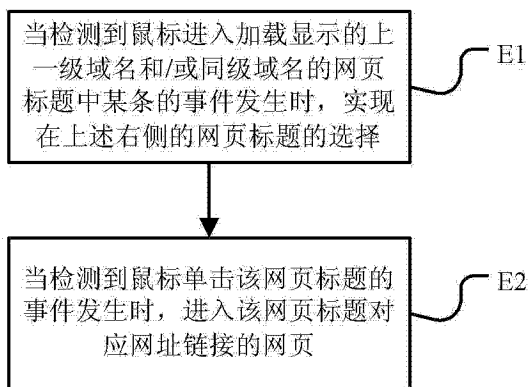 当检测到鼠标进入加载显示的上
一级域名和/或同级域名的网页
标题中某条的事件发生时，实现
在上述右侧的网页标题的选择
E1
当检测到鼠标单击该网页标题的
事件发生时，进入该网页标题对
应网址链接的网页
E2